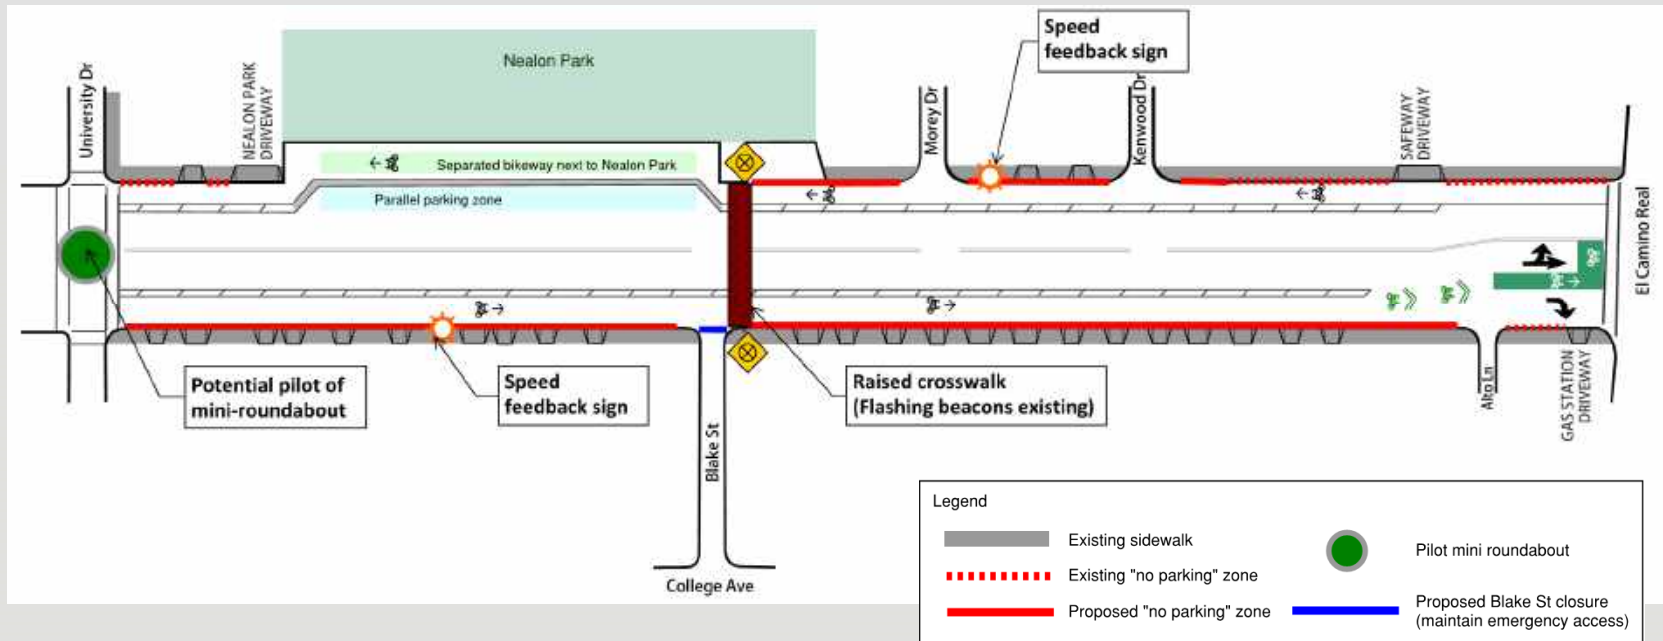 Speed
feedback sign
Nealon Park
University Dr
NEALON PARK
DRIVEWAY
Morey Dr
Kenwood Dr
SAFEWAY
DRIVEWAY
Separated bikeway next to Nealon Park
Parallel parking zone
El Camino Real
Potential pilot of
mini-roundabout
Speed
feedback sign
Raised crosswalk
(Flashing beacons existing)
Blake St
Alto Ln
GAS STATION
DRIVEWAY
College Ave
Legend
Existing sidewalk
Existing "no parking" zone
Proposed "no parking" zone
Pilot mini roundabout
Proposed Blake St closure
(maintain emergency access)